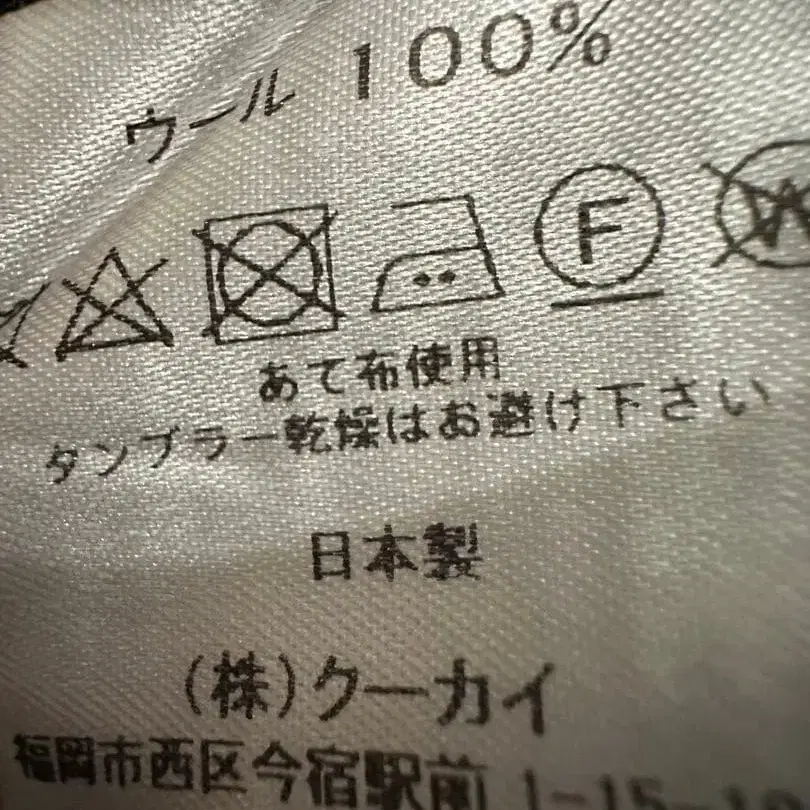 ウール 100%
F W
あて布使用
タンブラー乾燥はお避け下さい
日本製
(株)クーカイ
福岡市西区今宿駅前 1-15